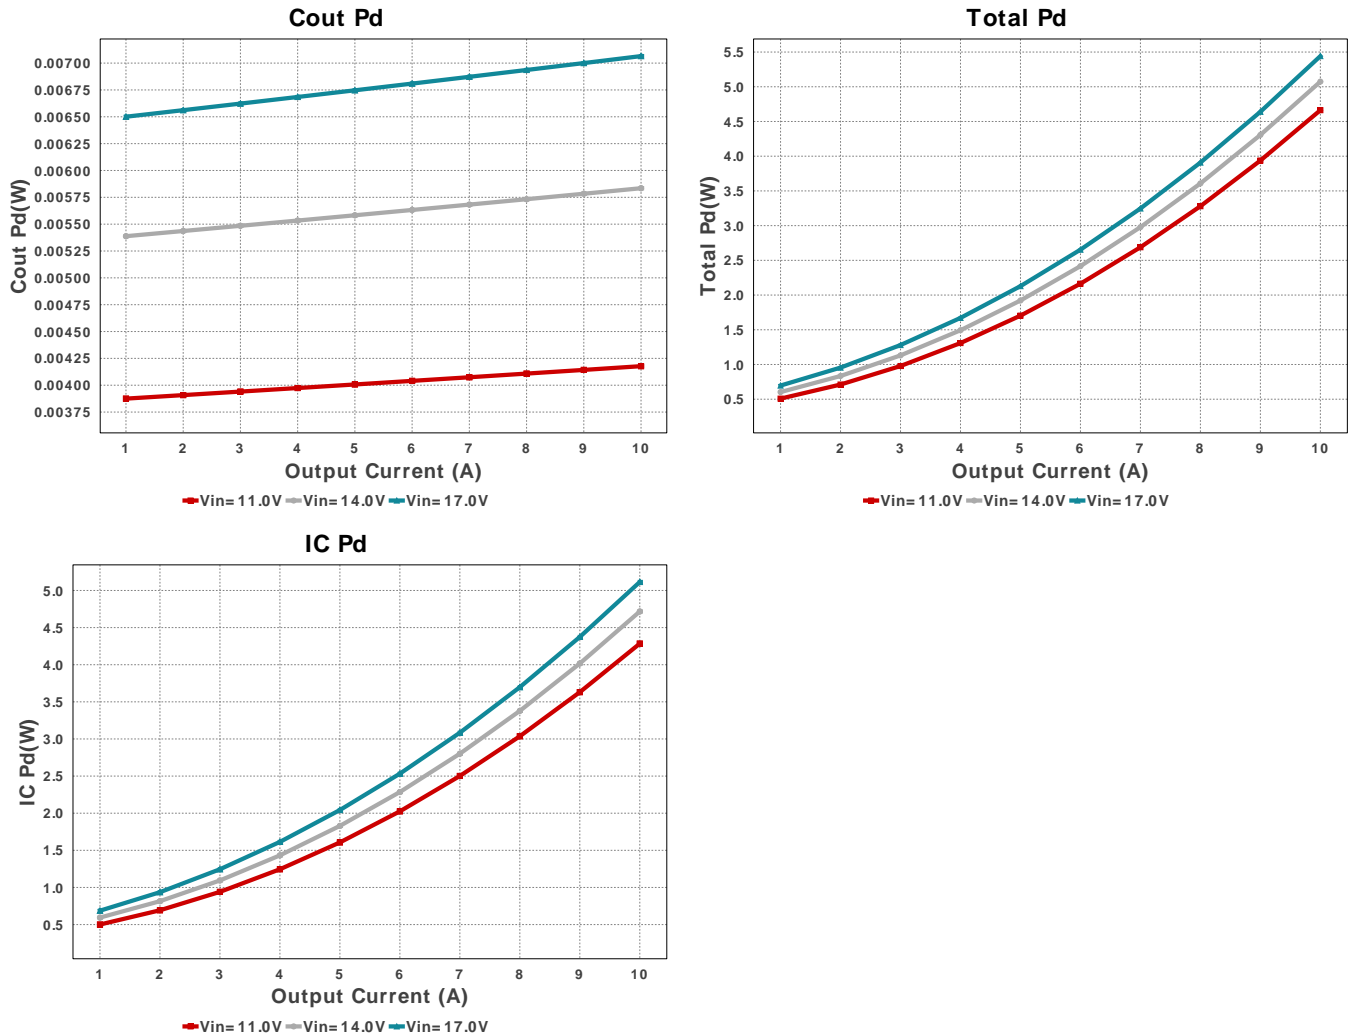 Cout Pd
0.00700
0.00675
0.00650
0.00625
0.00600
0.00575
0.00550
0.00525
0.00500
0.00475
0.00450
0.00425
0.00400
0.00375
Cout Pd(W)
1 2 3 4 5 6 7 8 9 10
Output Current (A)
Vin=11.0V Vin=14.0V Vin=17.0V
Total Pd
5.5
5.0
4.5
4.0
3.5
3.0
2.5
2.0
1.5
1.0
0.5
Total Pd(W)
1 2 3 4 5 6 7 8 9 10
Output Current (A)
Vin=11.0V Vin=14.0V Vin=17.0V
IC Pd
5.0
4.5
4.0
3.5
3.0
2.5
2.0
1.5
1.0
0.5
IC Pd(W)
1 2 3 4 5 6 7 8 9 10
Output Current (A)
Vin=11.0V Vin=14.0V Vin=17.0V